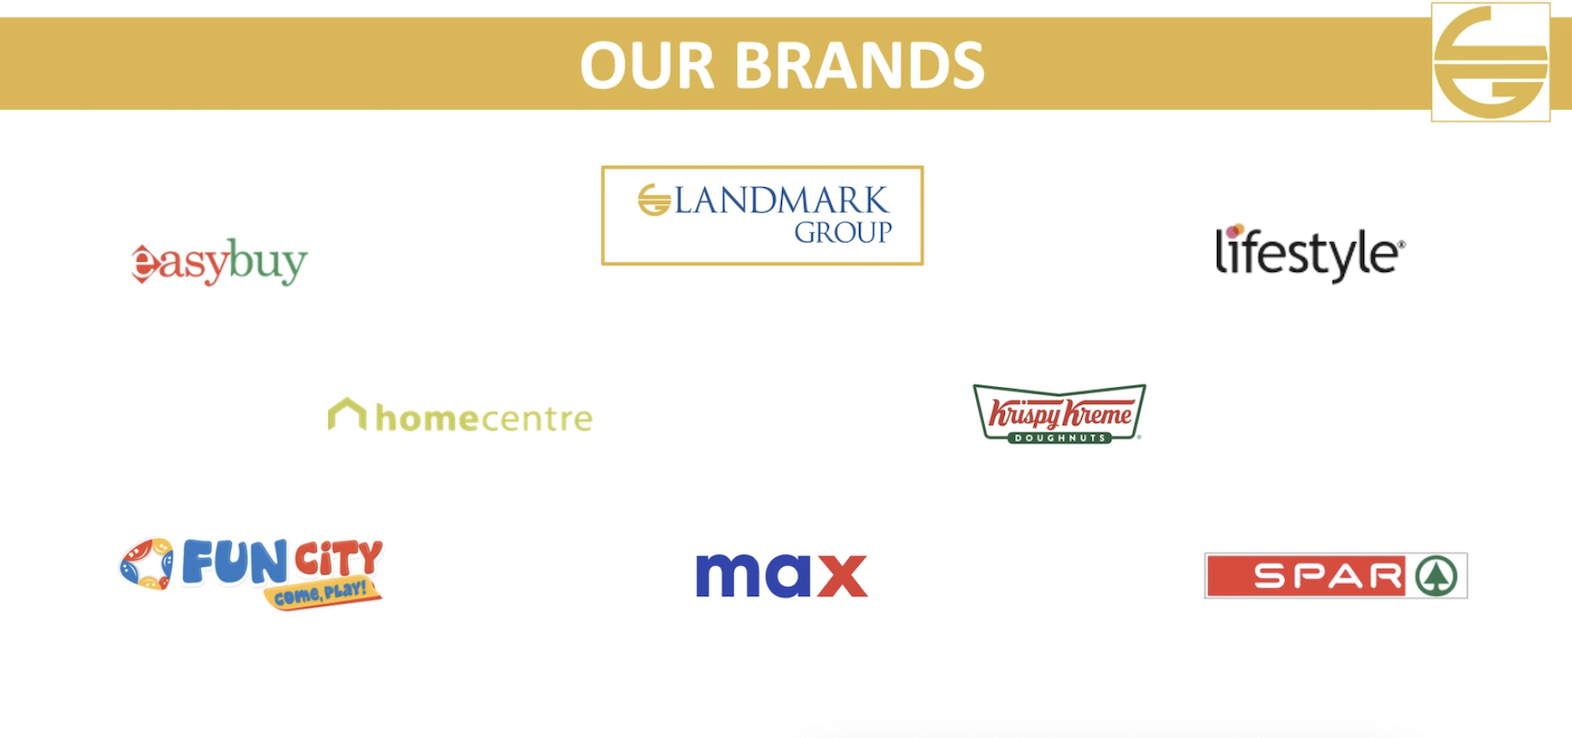 OUR BRANDS
LANDMARK
GROUP
easybuy
lifestyle®
homecentre
Krispy Kreme
DOUGHNUTS
FUN CiTY
COME, PLAY!
max
SPAR